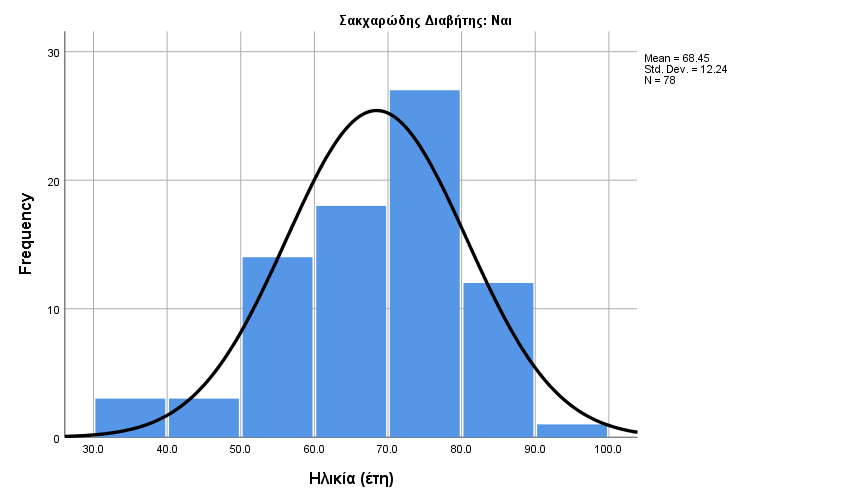 Σακχαρώδης Διαβήτης: Ναι
Mean = 68.45
Std. Dev. = 12.24
N = 78
Frequency
30
20
10
0
30.0 40.0 50.0 60.0 70.0 80.0 90.0 100.0
Ηλικία (έτη)